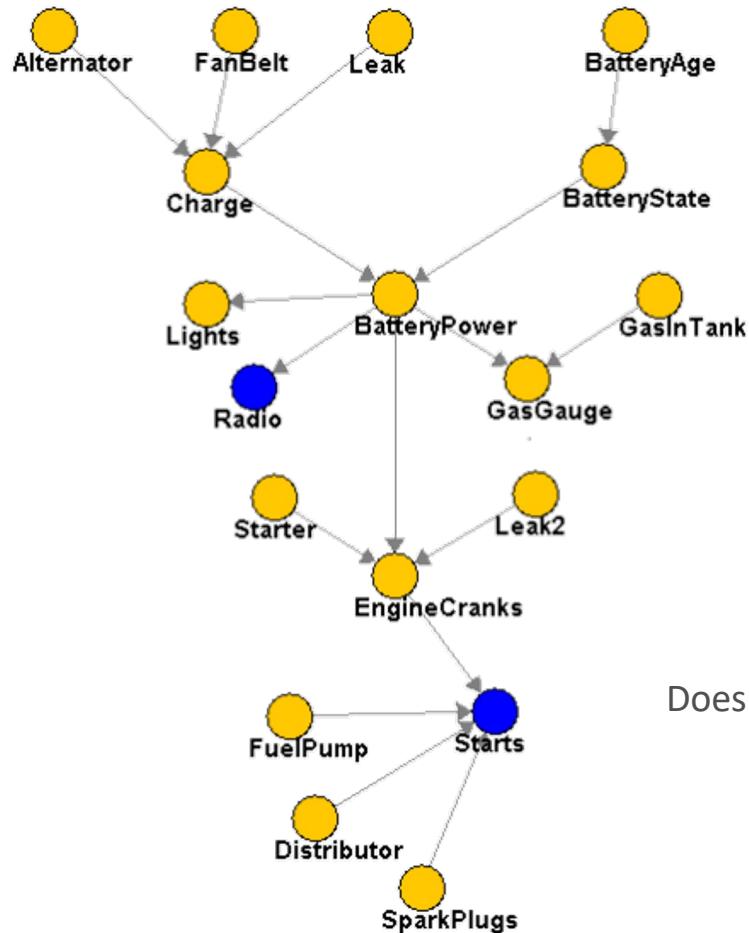 Alternator
FanBelt
Leak
BatteryAge
Charge
BatteryState
Lights
BatteryPower
GasInTank
Radio
GasGauge
Starter
Leak2
EngineCranks
Does
FuelPump
Starts
Distributor
SparkPlugs